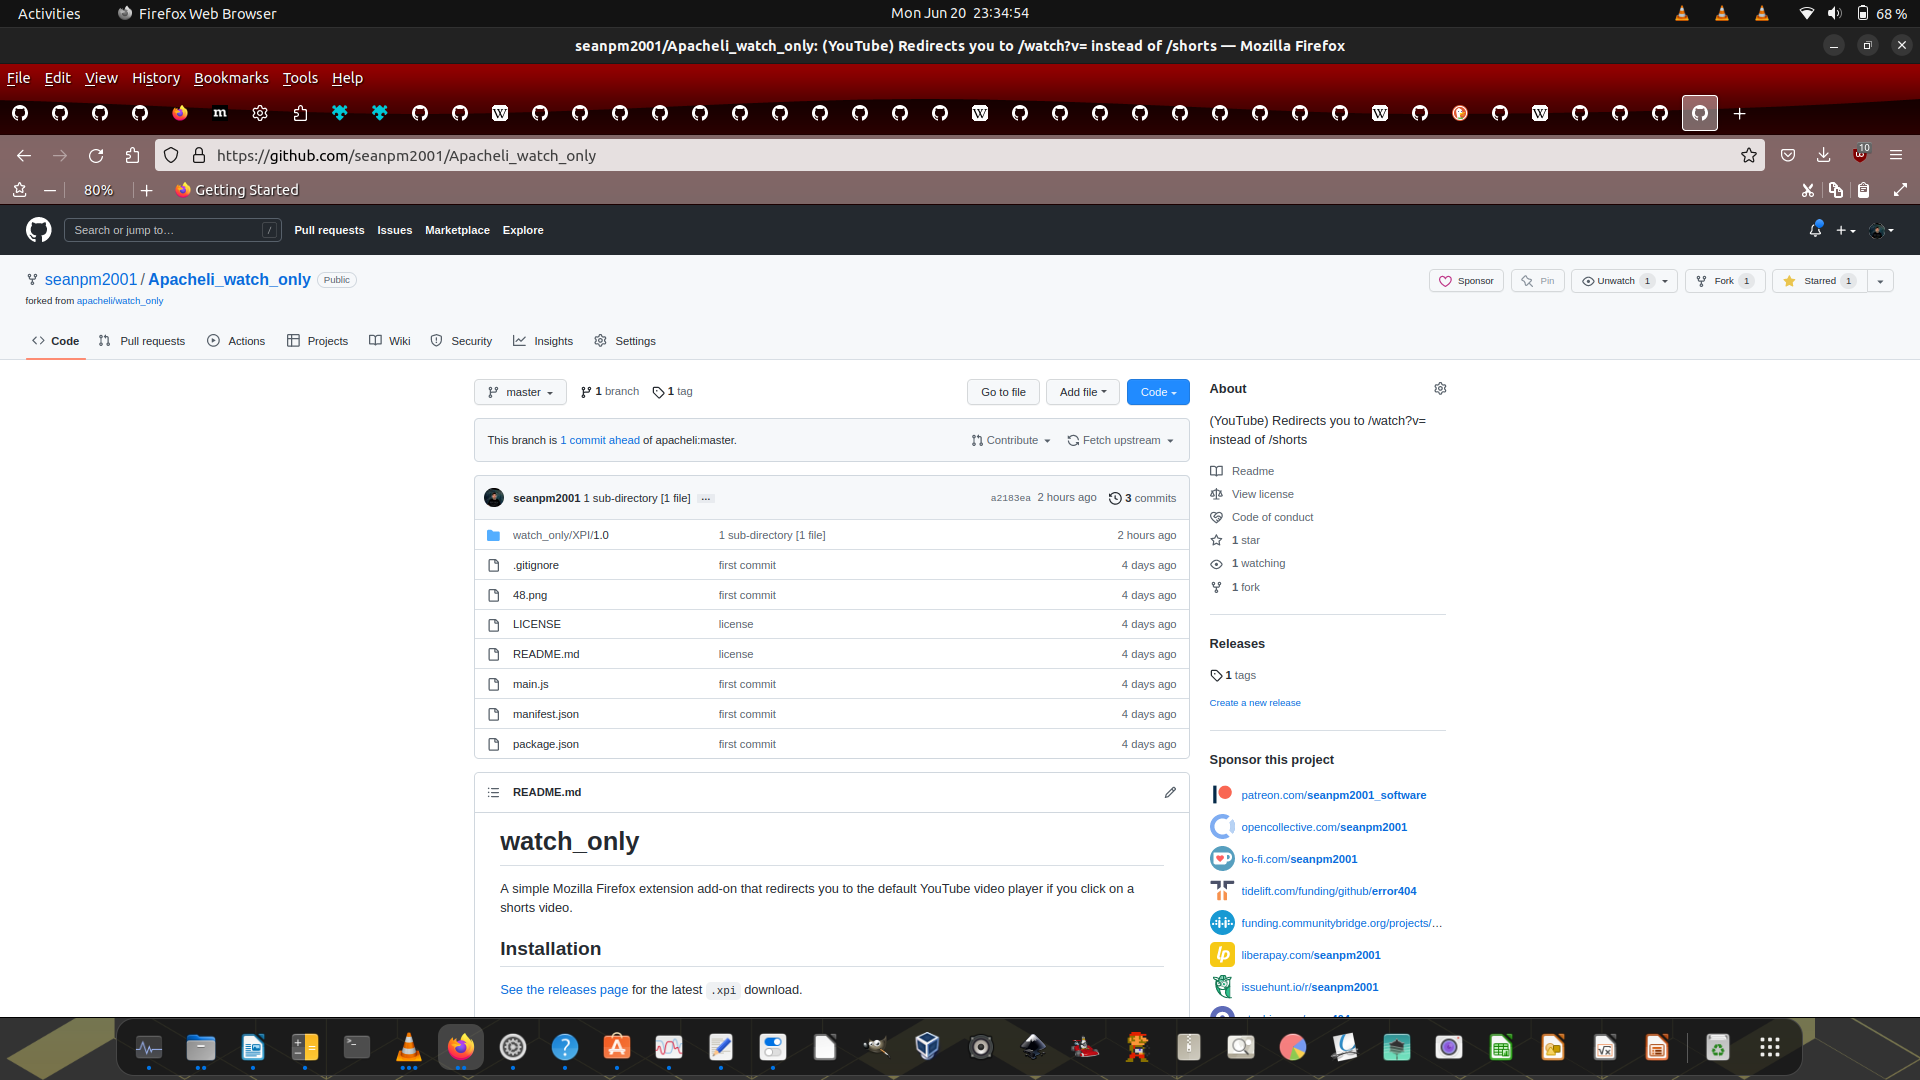 Activities Firefox Web Browser Mon Jun 20 23:34:54 68 %
seanpm2001/Apacheli_watch_only: (YouTube) Redirects you to /watch?v= instead of /shorts — Mozilla Firefox
File Edit View History Bookmarks Tools Help
https://github.com/seanpm2001/Apacheli_watch_only 10
80% Getting Started
Search or jump to… / Pull requests Issues Marketplace Explore
seanpm2001 / Apacheli_watch_only Public Sponsor Pin Unwatch 1 Fork 1 Starred 1
forked from apacheli/watch_only
Code Pull requests Actions Projects Wiki Security Insights Settings
master 1 branch 1 tag Go to file Add file Code
This branch is 1 commit ahead of apacheli:master. Contribute Fetch upstream
seanpm2001 1 sub-directory [1 file] ... a2183ea 2 hours ago 3 commits
watch_only/XPI/1.0 1 sub-directory [1 file] 2 hours ago
.gitignore first commit 4 days ago
48.png first commit 4 days ago
LICENSE license 4 days ago
README.md license 4 days ago
main.js first commit 4 days ago
manifest.json first commit 4 days ago
package.json first commit 4 days ago
README.md
watch_only
A simple Mozilla Firefox extension add-on that redirects you to the default YouTube video player if you click on a
shorts video.
Installation
See the releases page for the latest .xpi download.
About
(YouTube) Redirects you to /watch?v=
instead of /shorts
Readme
View license
Code of conduct
1 star
1 watching
1 fork
Releases
1 tags
Create a new release
Sponsor this project
patreon.com/seanpm2001_software
opencollective.com/seanpm2001
ko-fi.com/seanpm2001
tidelift.com/funding/github/error404
funding.communitybridge.org/projects/…
liberapay.com/seanpm2001
issuehunt.io/r/seanpm2001